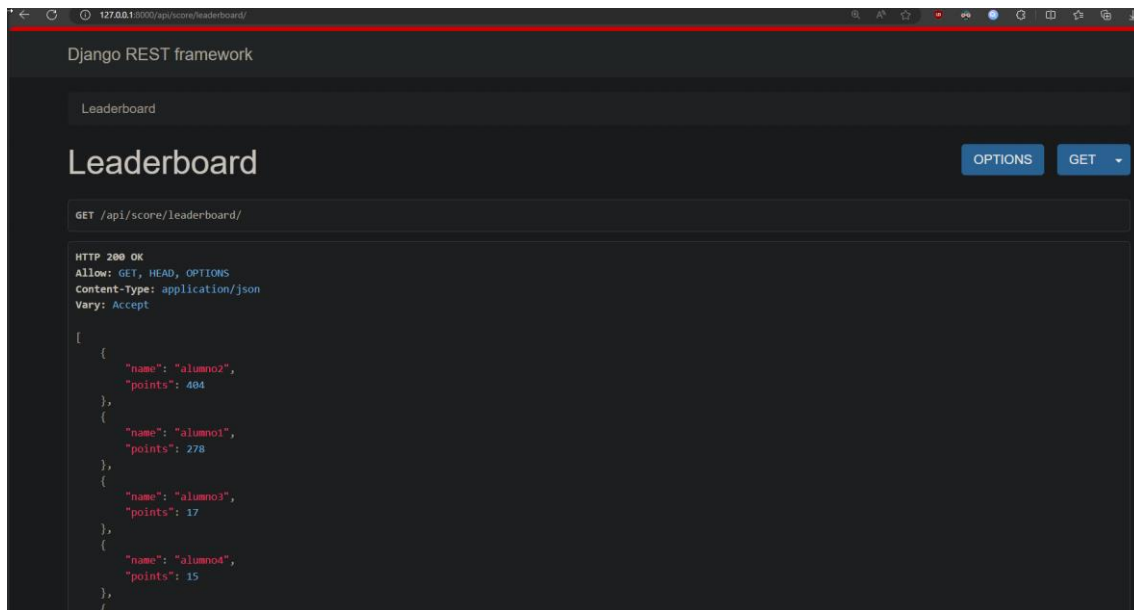 127.0.0.1:8000/api/score/leaderboard/
Django REST framework
Leaderboard
Leaderboard
OPTIONS
GET
GET /api/score/leaderboard/
HTTP 200 OK
Allow: GET, HEAD, OPTIONS
Content-Type: application/json
Vary: Accept
[
{
"name": "alumno2",
"points": 404
},
{
"name": "alumno1",
"points": 278
},
{
"name": "alumno3",
"points": 17
},
{
"name": "alumno4",
"points": 15
},
{